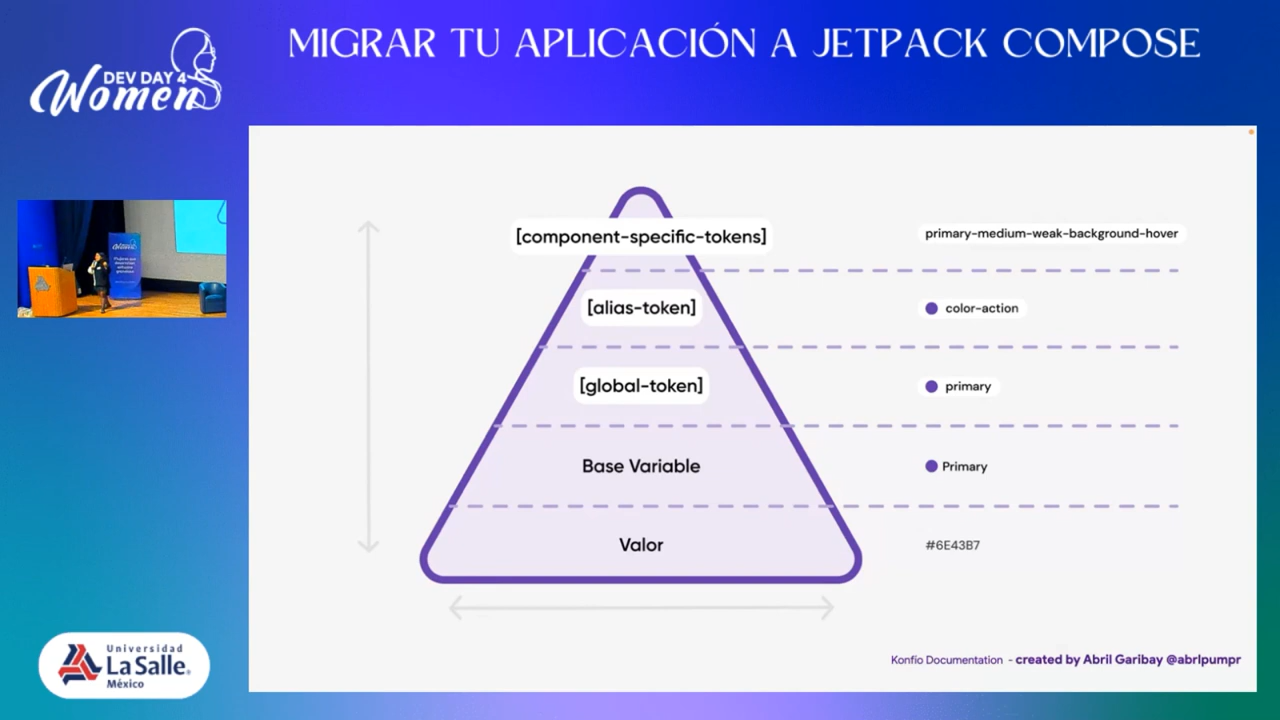 MIGRAR TU APLICACIÓN A JETPACK COMPOSE
DEV DAY 4
Women
[component-specific-tokens]
primary-medium-weak-background-hover
[alias-token]
color-action
[global-token]
primary
Base Variable
Primary
Valor
#6E43B7
Konfio Documentation - created by Abril Garibay @abrlpumpr
Universidad
La Salle
México